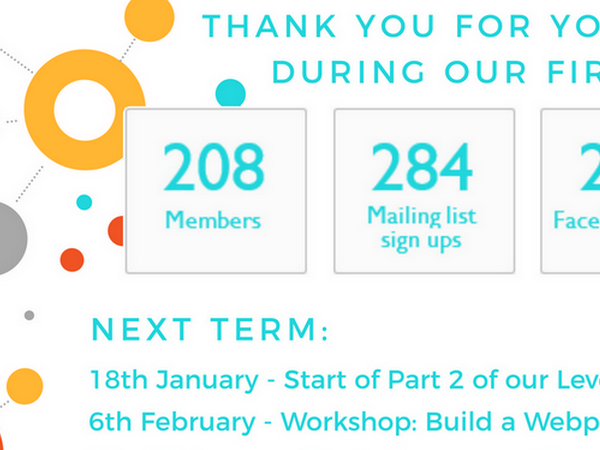 THANK YOU FOR YO
DURING OUR FIR
208
Members
284
Mailing list
sign ups
2
Face
NEXT TERM:
18th January - Start of Part 2 of our Lev
6th February - Workshop: Build a Webp